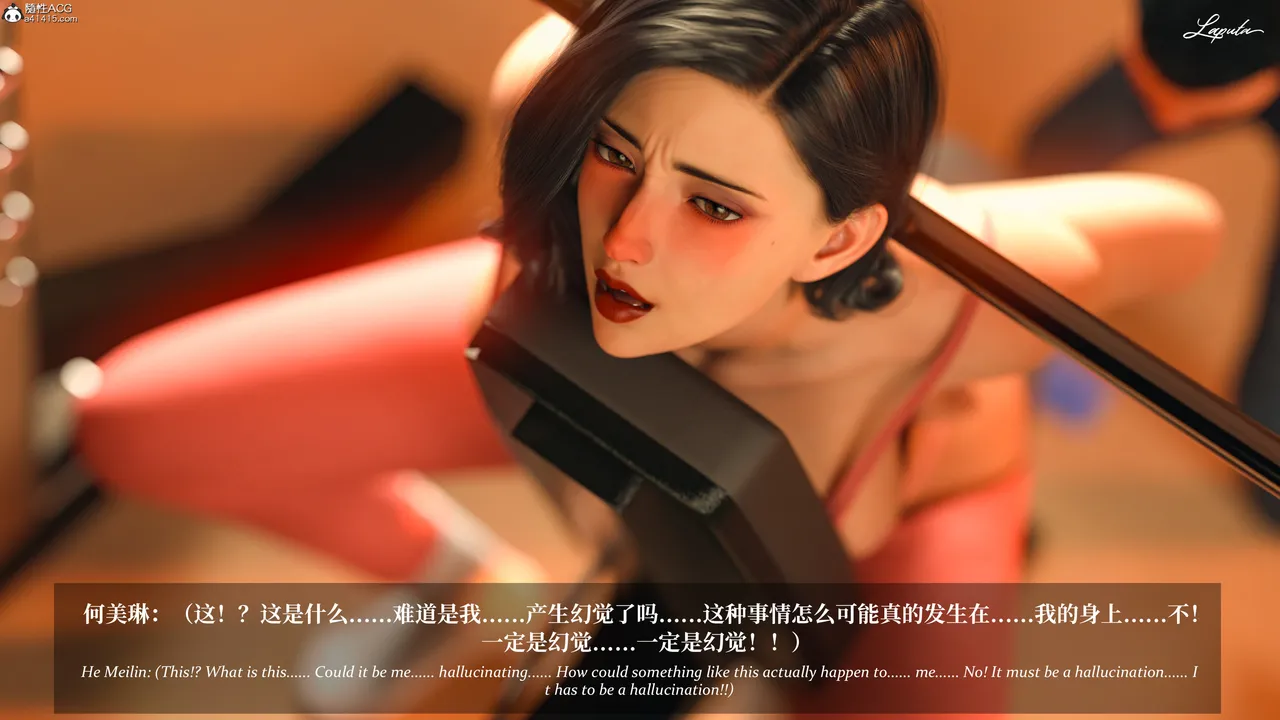 隨性ACG
a41415.com
Laputa
何美琳：（这！？这是什么……难道是我……产生幻觉了吗……这种事情怎么可能真的发生在……我的身上……不！
一定是幻觉……一定是幻觉！！）
He Meilin: (This!? What is this...... Could it be me...... hallucinating...... How could something like this actually happen to...... me...... No! It must be a hallucination...... I
t has to be a hallucination!!)